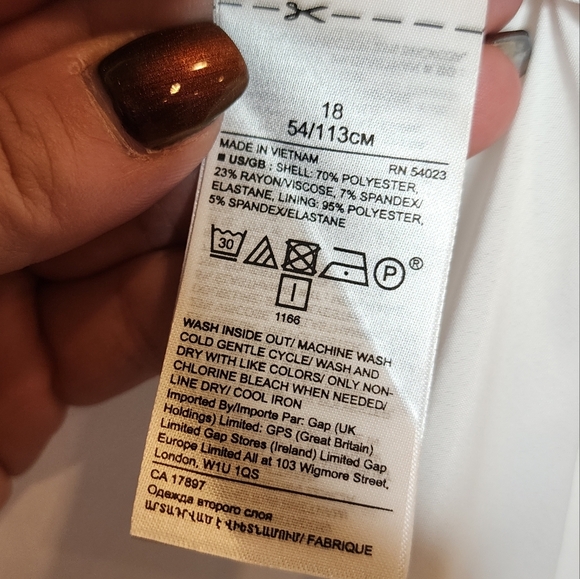 18
54/113CM
MADE IN VIETNAM RN 54023
■ US/GB : SHELL: 70% POLYESTER,
23% RAYON/VISCOSE, 7% SPANDEX/
ELASTANE, LINING: 95% POLYESTER,
5% SPANDEX/ELASTANE
30 P ®
1166
WASH INSIDE OUT/ MACHINE WASH
COLD GENTLE CYCLE/ WASH AND
DRY WITH LIKE COLORS/ ONLY NON-
CHLORINE BLEACH WHEN NEEDED/
LINE DRY/ COOL IRON
Imported By/Importe Par: Gap (UK
Holdings) Limited: GPS (Great Britain)
Limited Gap Stores (Ireland) Limited Gap
Europe Limited All at 103 Wigmore Street,
London, W1U 1QS
CA 17897
Одежда второго слоя
ԱՐՏԱԴՐՎԱԾ Է ՎԻԵՏՆԱՄՈՒՄ/ FABRIQUE